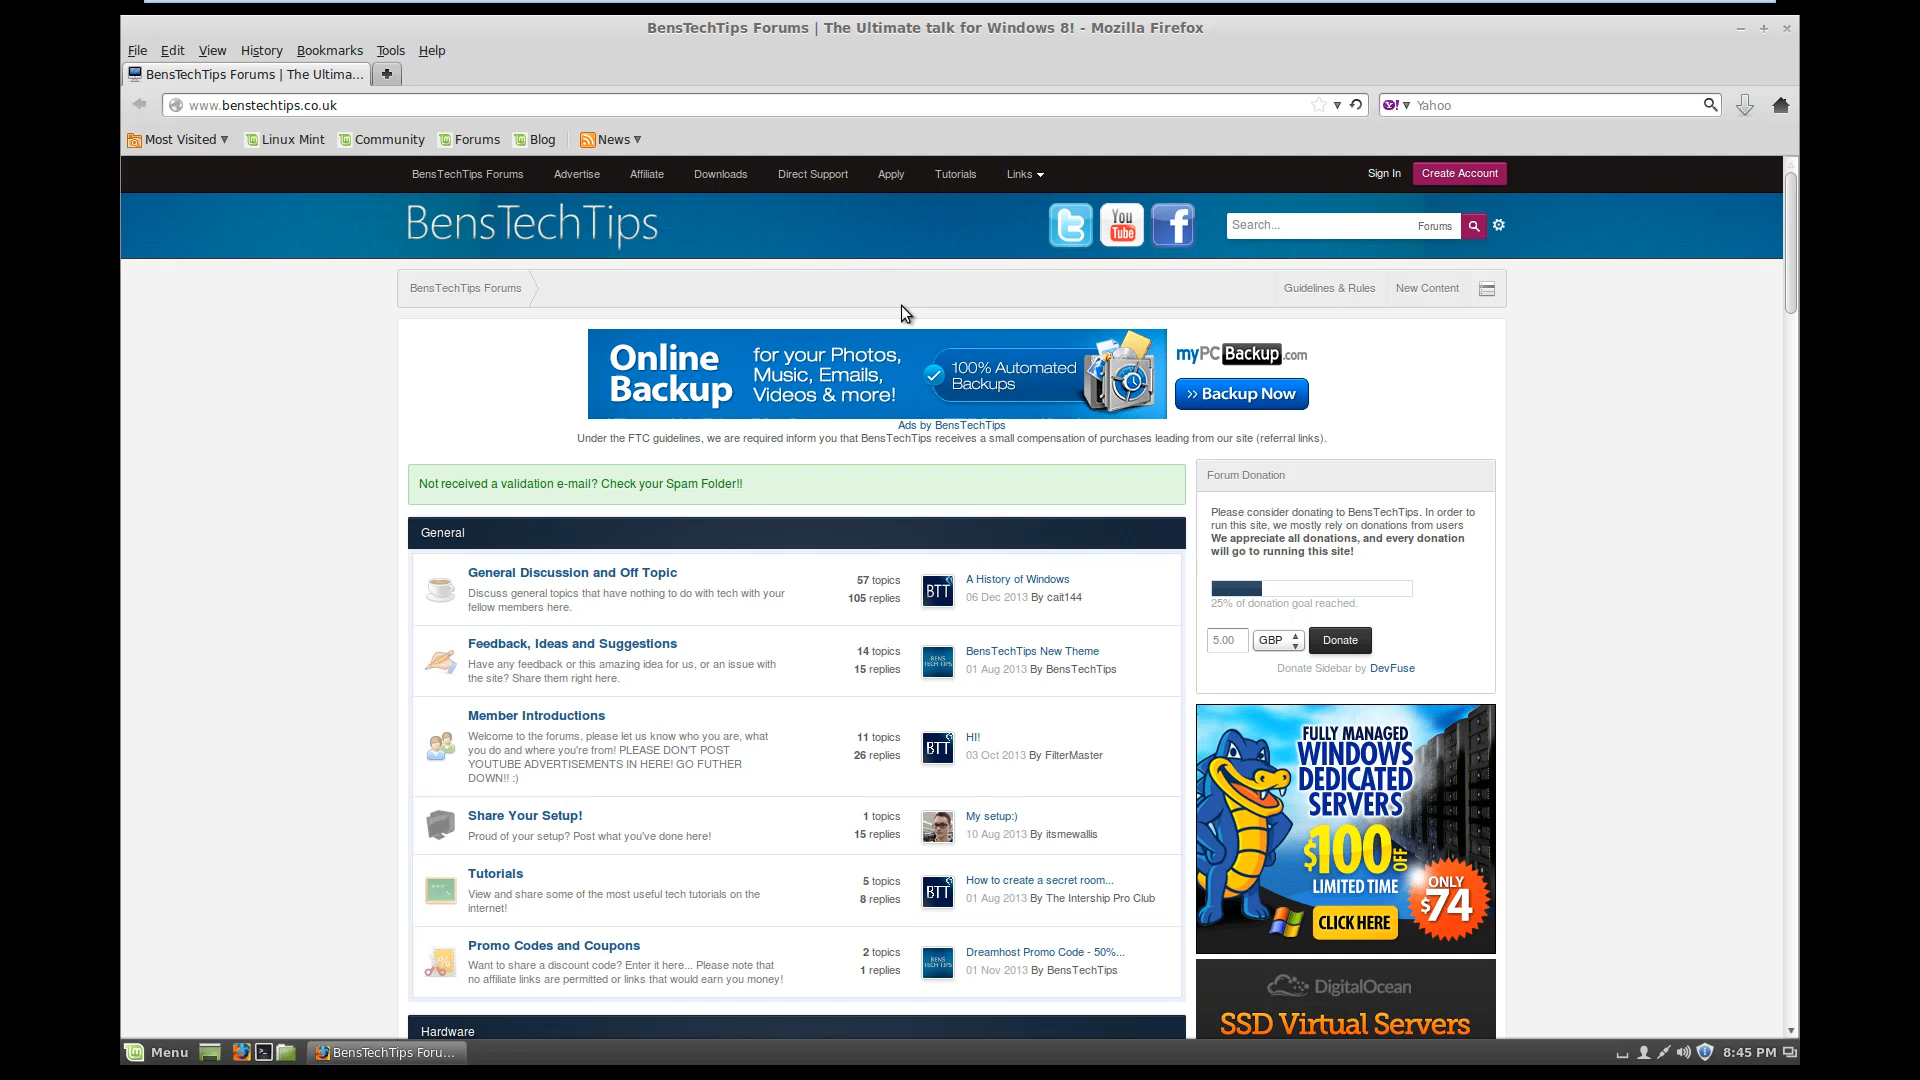 BensTechTips Forums | The Ultimate talk for Windows 8! - Mozilla Firefox
File Edit View History Bookmarks Tools Help
BensTechTips Forums | The Ultima...
www.benstechtips.co.uk
Yahoo
Most Visited Linux Mint Community Forums Blog News
BensTechTips Forums Advertise Affiliate Downloads Direct Support Apply Tutorials Links Sign In Create Account
BensTechTips
You Tube
Search... Forums
BensTechTips Forums Guidelines & Rules New Content
Online Backup
for your Photos,
Music, Emails,
Videos & more!
100% Automated
Backups
myPCBackup.com
>> Backup Now
Ads by BensTechTips
Under the FTC guidelines, we are required inform you that BensTechTips receives a small compensation of purchases leading from our site (referral links).
Not received a validation e-mail? Check your Spam Folder!!
General
General Discussion and Off Topic
Discuss general topics that have nothing to do with tech with your
fellow members here.
57 topics
105 replies
BTT
A History of Windows
06 Dec 2013 By cait144
Feedback, Ideas and Suggestions
Have any feedback or this amazing idea for us, or an issue with
the site? Share them right here.
14 topics
15 replies
BENS
TECH TIPS
BensTechTips New Theme
01 Aug 2013 By BensTechTips
Member Introductions
Welcome to the forums, please let us know who you are, what
you do and where you're from! PLEASE DON'T POST
YOUTUBE ADVERTISEMENTS IN HERE! GO FUTHER
DOWN!! :)
11 topics
26 replies
BTT
HI!
03 Oct 2013 By FilterMaster
Share Your Setup!
Proud of your setup? Post what you've done here!
1 topics
15 replies
My setup:)
10 Aug 2013 By itsmewallis
Tutorials
View and share some of the most useful tech tutorials on the
internet!
5 topics
8 replies
BTT
How to create a secret room...
01 Aug 2013 By The Intership Pro Club
Promo Codes and Coupons
Want to share a discount code? Enter it here... Please note that
no affiliate links are permitted or links that would earn you money!
2 topics
1 replies
BENS
TECH TIPS
Dreamhost Promo Code - 50%...
01 Nov 2013 By BensTechTips
Hardware
Forum Donation
Please consider donating to BensTechTips. In order to
run this site, we mostly rely on donations from users
We appreciate all donations, and every donation
will go to running this site!
25% of donation goal reached.
5.00 GBP Donate
Donate Sidebar by DevFuse
FULLY MANAGED
WINDOWS
DEDICATED
SERVERS
$100 OFF
LIMITED TIME
ONLY
$74
CLICK HERE
DigitalOcean
SSD Virtual Servers
Menu BensTechTips Foru... 8:45 PM